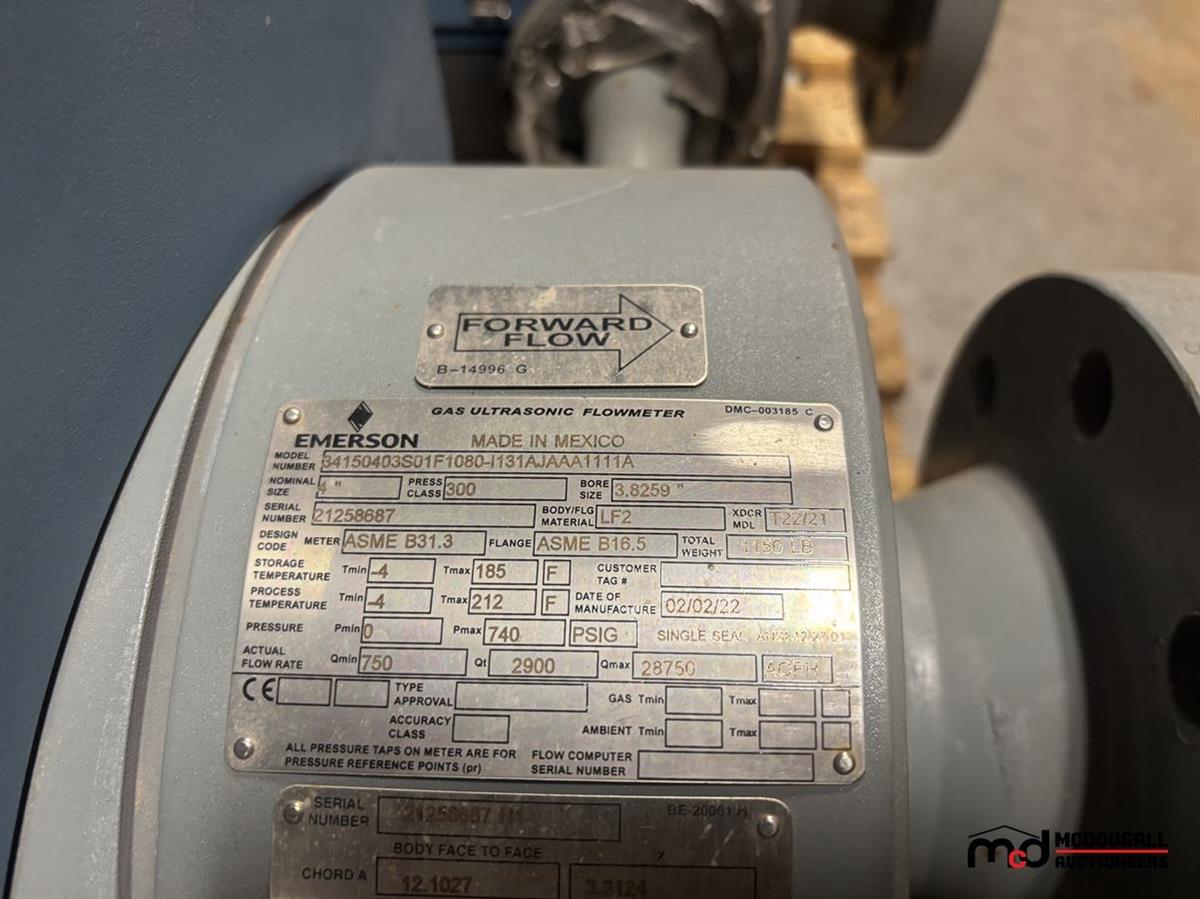 FORWARD
FLOW
B-14996 G
GAS ULTRASONIC FLOWMETER DMC-003185 C
EMERSON MADE IN MEXICO
MODEL NUMBER 34150403S01F1080-I131AJAAA1111A
NOMINAL SIZE 4 " PRESS CLASS 300 BORE SIZE 3.8259 "
SERIAL NUMBER 21258687 BODY/FLG MATERIAL LF2 XDCR MDL T22/21
DESIGN CODE METER ASME B31.3 FLANGE ASME B16.5 TOTAL WEIGHT 1150 LB
STORAGE TEMPERATURE Tmin -4 Tmax 185 F CUSTOMER TAG #
PROCESS TEMPERATURE Tmin -4 Tmax 212 F DATE OF MANUFACTURE 02/02/22
PRESSURE Pmin 0 Pmax 740 PSIG SINGLE SEAL ANSI
ACTUAL FLOW RATE Qmin 750 Qt 2900 Qmax 28750 ACFH
CE TYPE APPROVAL GAS Tmin Tmax
ACCURACY CLASS AMBIENT Tmin Tmax
ALL PRESSURE TAPS ON METER ARE FOR PRESSURE REFERENCE POINTS (pr) FLOW COMPUTER SERIAL NUMBER
SERIAL NUMBER 21258687 BE-20061 H
BODY FACE TO FACE X
CHORD A 12.1027 3.3124
mcd MCDOUGALL
AUCTIONEERS